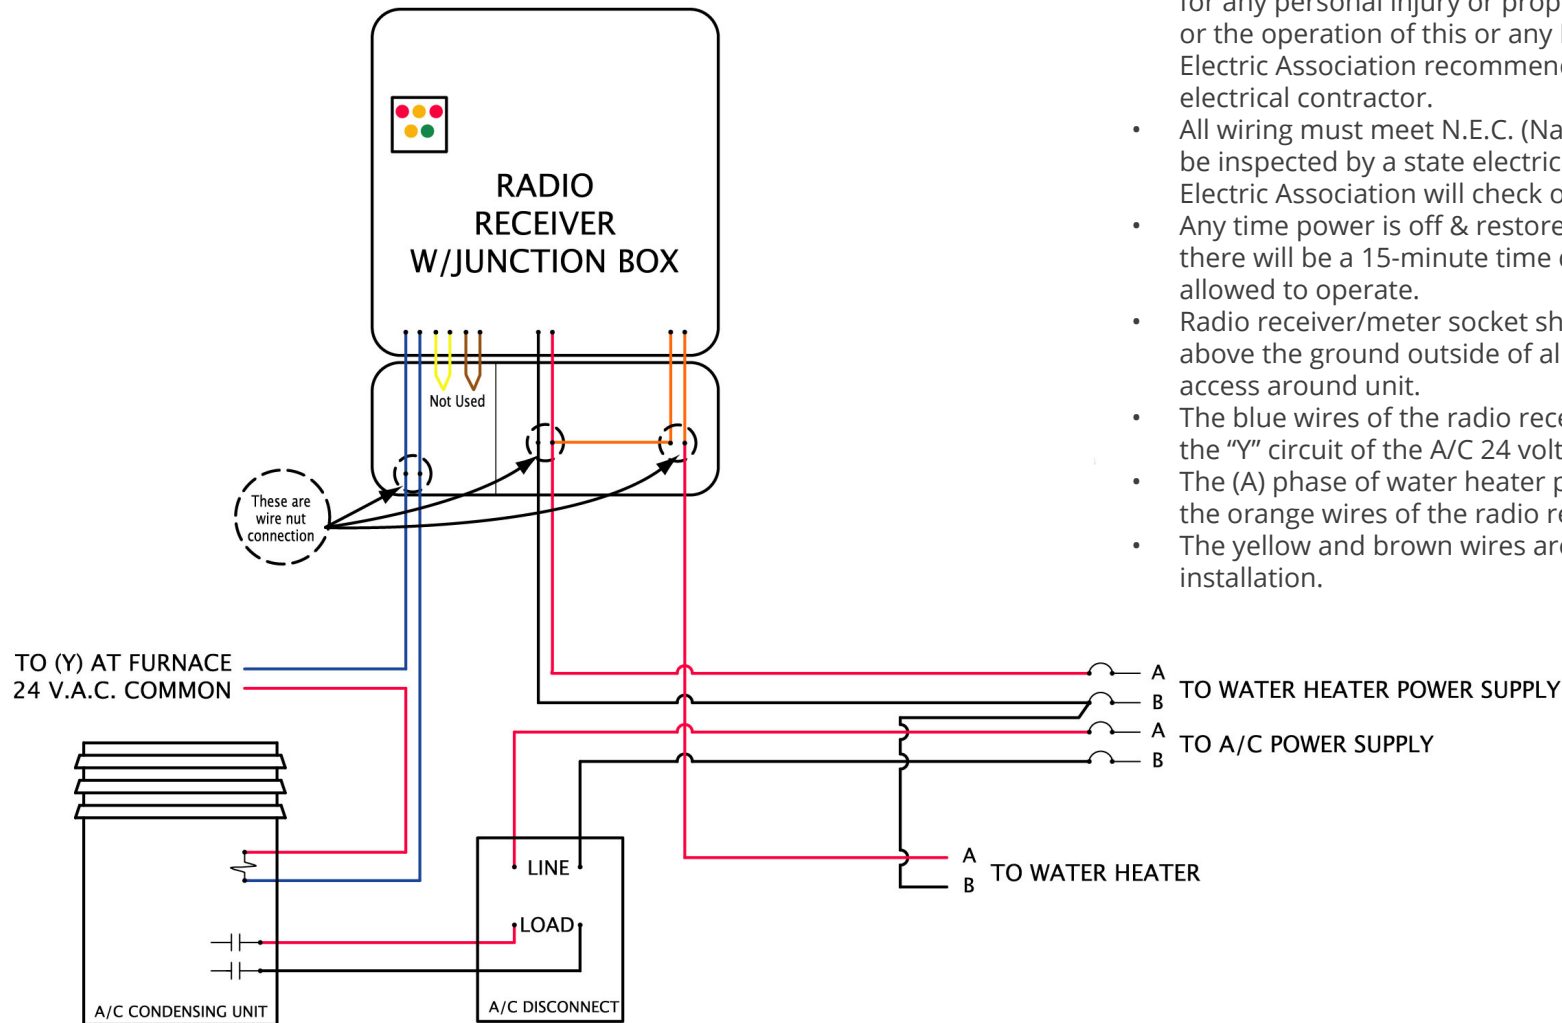 RADIO
RECEIVER
W/JUNCTION BOX
Not Used
These are
wire nut
connection
TO (Y) AT FURNACE
24 V.A.C. COMMON
A
B
TO WATER HEATER POWER SUPPLY
A
B
TO A/C POWER SUPPLY
LINE
LOAD
A
B
TO WATER HEATER
A/C CONDENSING UNIT
A/C DISCONNECT
for any personal injury or prop
or the operation of this or any
Electric Association recommen
electrical contractor.
• All wiring must meet N.E.C. (Na
be inspected by a state electric
Electric Association will check o
• Any time power is off & restore
there will be a 15-minute time
allowed to operate.
• Radio receiver/meter socket sh
above the ground outside of al
access around unit.
• The blue wires of the radio rece
the “Y” circuit of the A/C 24 volt
• The (A) phase of water heater p
the orange wires of the radio re
• The yellow and brown wires are
installation.